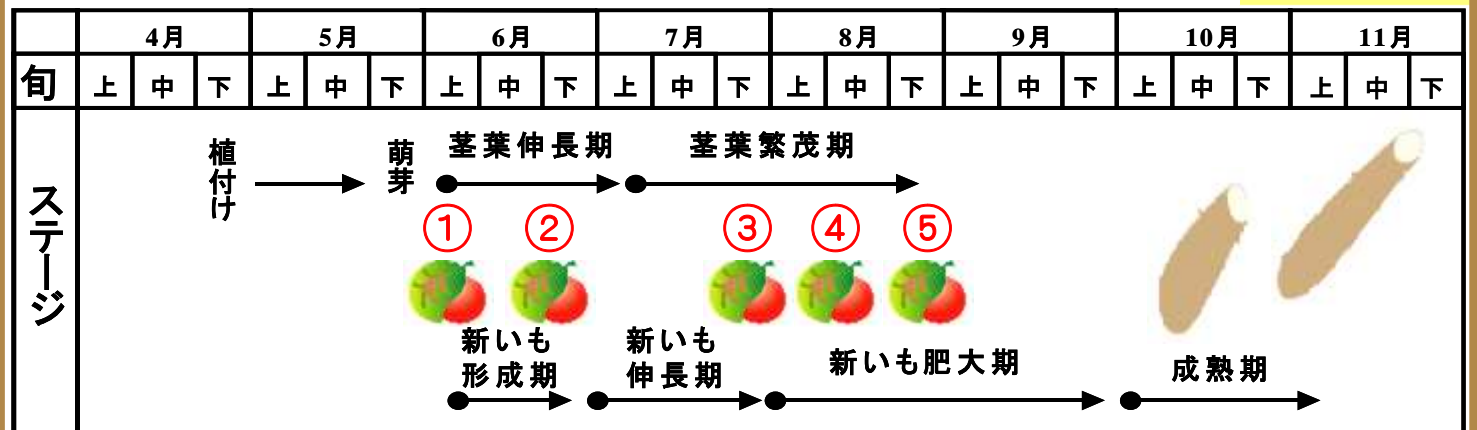 4月 5月 6月 7月 8月 9月 10月 11月
旬 上 中 下 上 中 下 上 中 下 上 中 下 上 中 下 上 中 下 上 中 下 上 中 下
ステージ
植付け
萌芽
茎葉伸長期
茎葉繁茂期
① ② ③ ④ ⑤
新いも
形成期
新いも
伸長期
新いも肥大期
成熟期